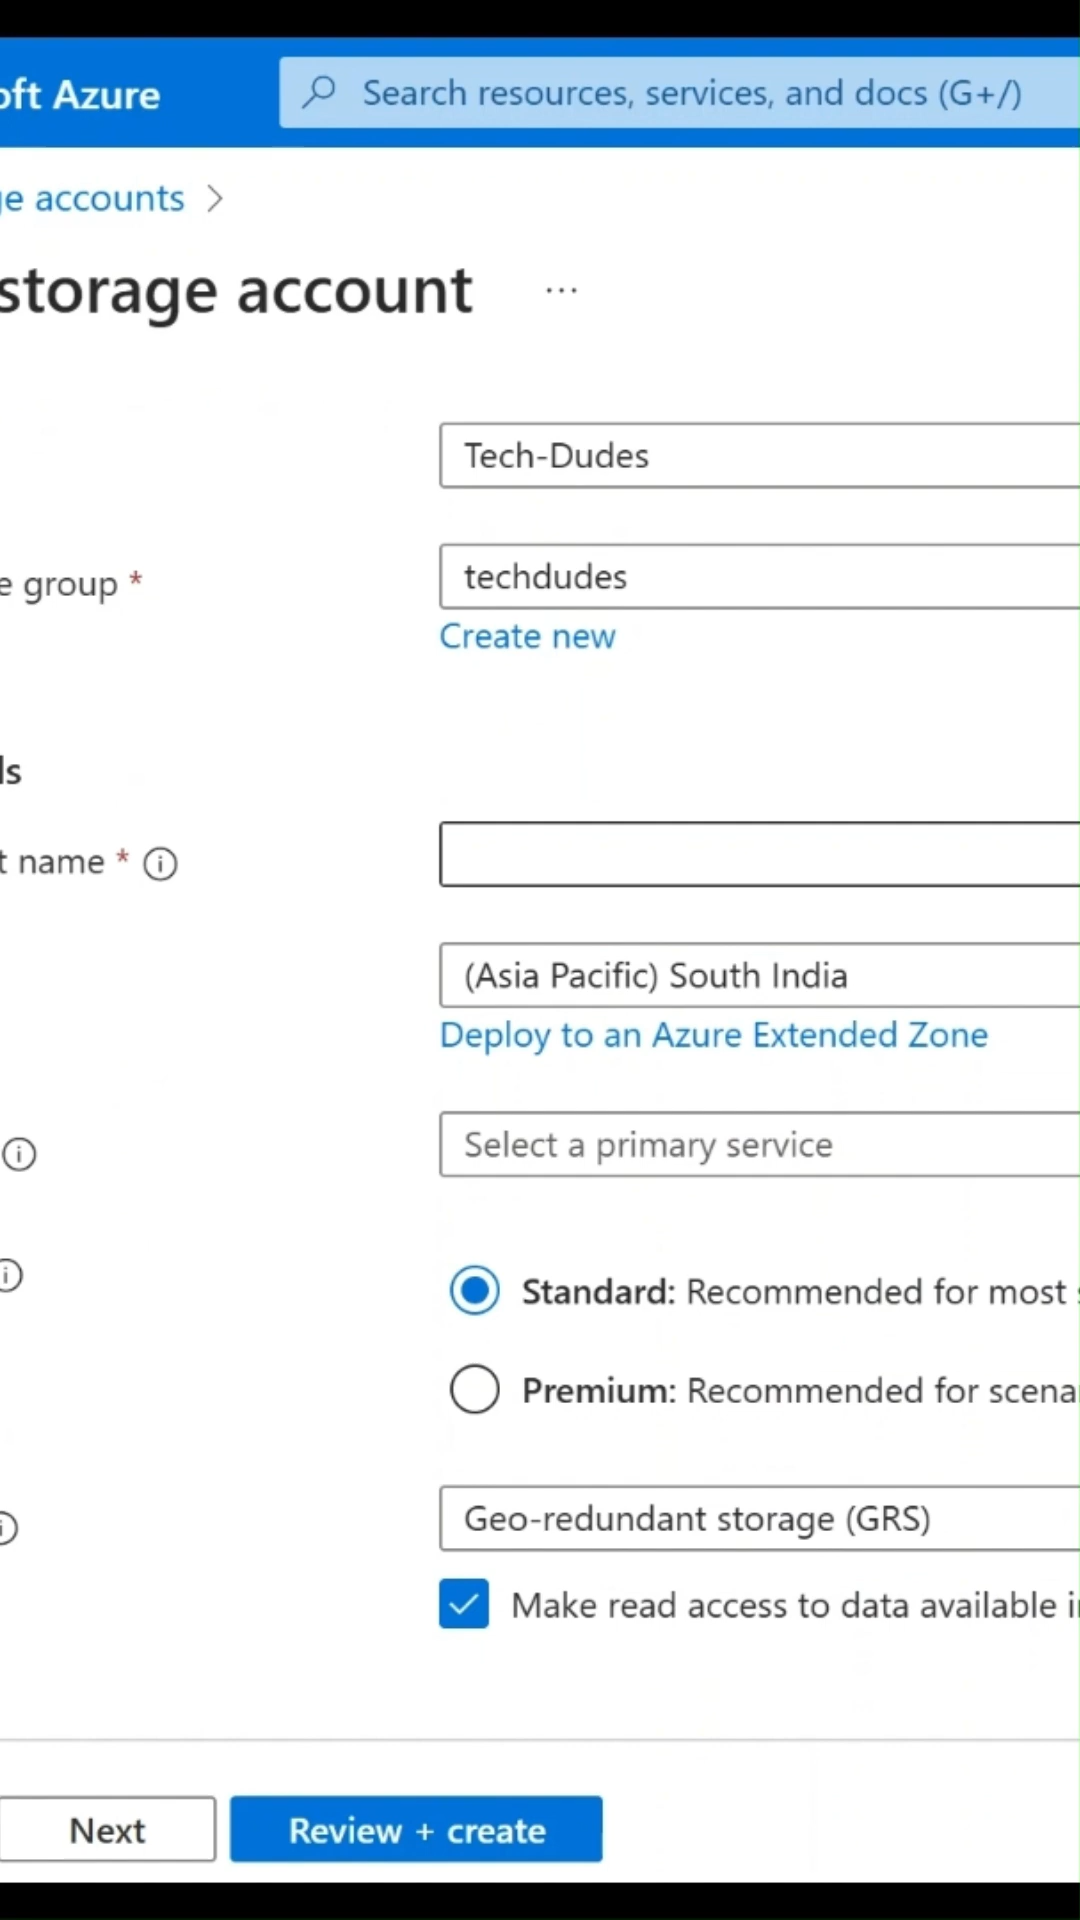 oft Azure
Search resources, services, and docs (G+/)
ge accounts >
storage account ...
Tech-Dudes
e group *
techdudes
Create new
ls
t name *
(Asia Pacific) South India
Deploy to an Azure Extended Zone
Select a primary service
Standard: Recommended for most s
Premium: Recommended for scena
Geo-redundant storage (GRS)
Make read access to data available i
Next
Review + create